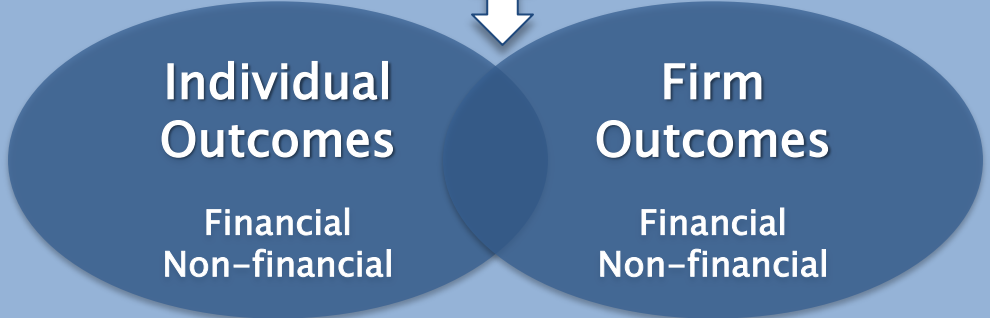 Individual
Outcomes
Financial
Non-financial
Firm
Outcomes
Financial
Non-financial